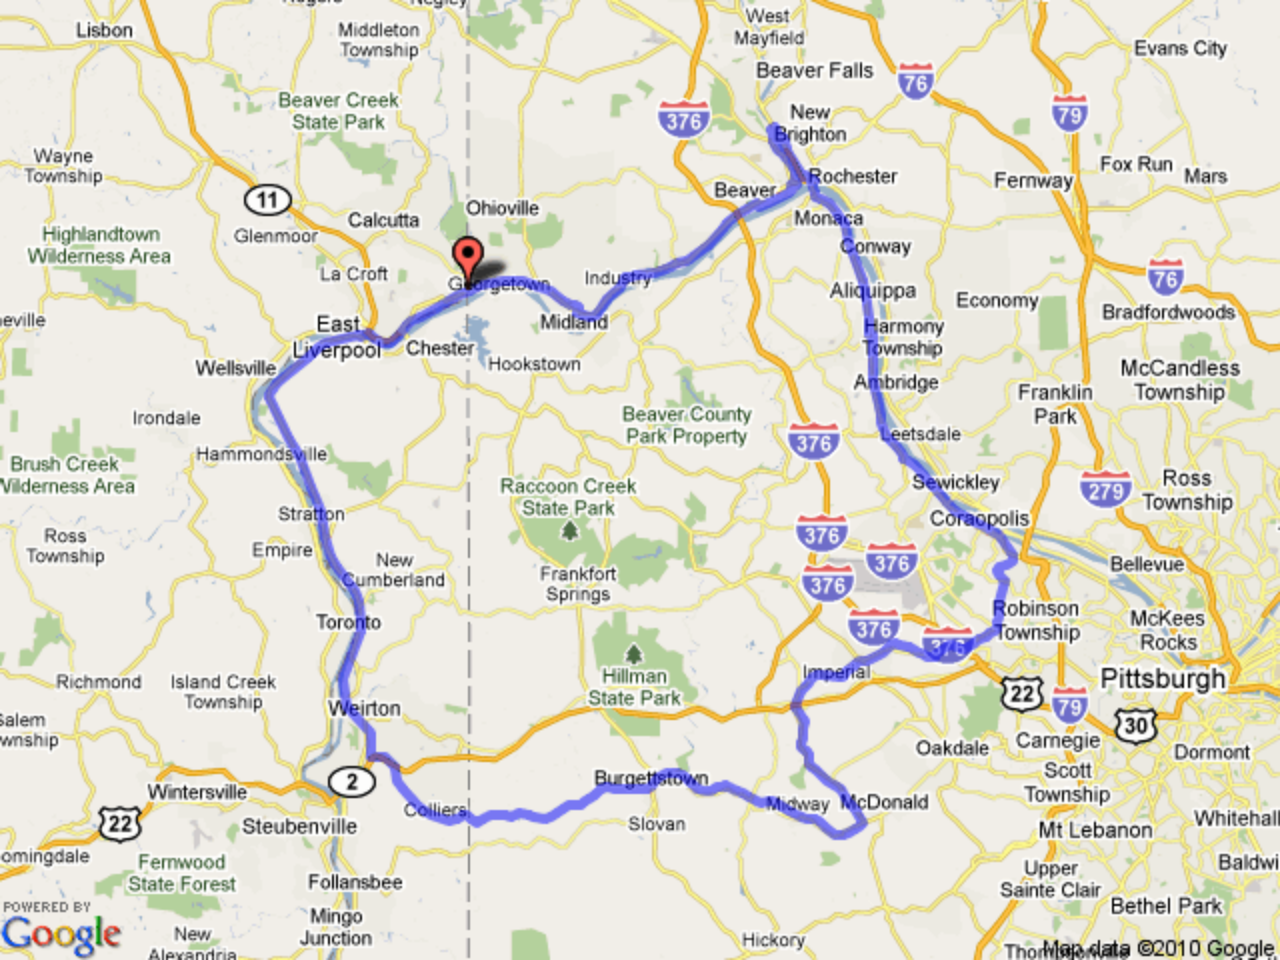 Lisbon
Middleton
Township
West
Mayfield
Evans City
Beaver Falls
76
79
376
Beaver Creek
State Park
New
Brighton
Wayne
Township
Fox Run
Mars
Fernway
11
Beaver
Rochester
Calcutta
Ohioville
Monaca
Glenmoor
Highlandtown
Wilderness Area
Conway
La Croft
Georgetown
Industry
76
Aliquippa
Economy
Bradfordwoods
East
Liverpool
Midland
Harmony
Township
Chester
Hookstown
Wellsville
McCandless
Township
Ambridge
Franklin
Park
Irondale
Beaver County
Park Property
376
Leetsdale
Hammondsville
Brush Creek
Wilderness Area
Sewickley
279
Ross
Township
Raccoon Creek
State Park
Stratton
Coraopolis
Ross
Township
Empire
376
376
376
Bellevue
New
Cumberland
Frankfort
Springs
Toronto
376
376
Robinson
Township
McKees
Rocks
Richmond
Island Creek
Township
Hillman
State Park
Imperial
22
79
Pittsburgh
30
Weirton
Oakdale
Carnegie
Dormont
2
Wintersville
Burgettstown
Scott
Township
Colliers
Midway
McDonald
22
Steubenville
Slovan
Mt Lebanon
Fernwood
State Forest
Follansbee
Upper
Sainte Clair
Bethel Park
Mingo
Junction
POWERED BY
Google
New
Alexandria
Hickory
Map data ©2010 Google